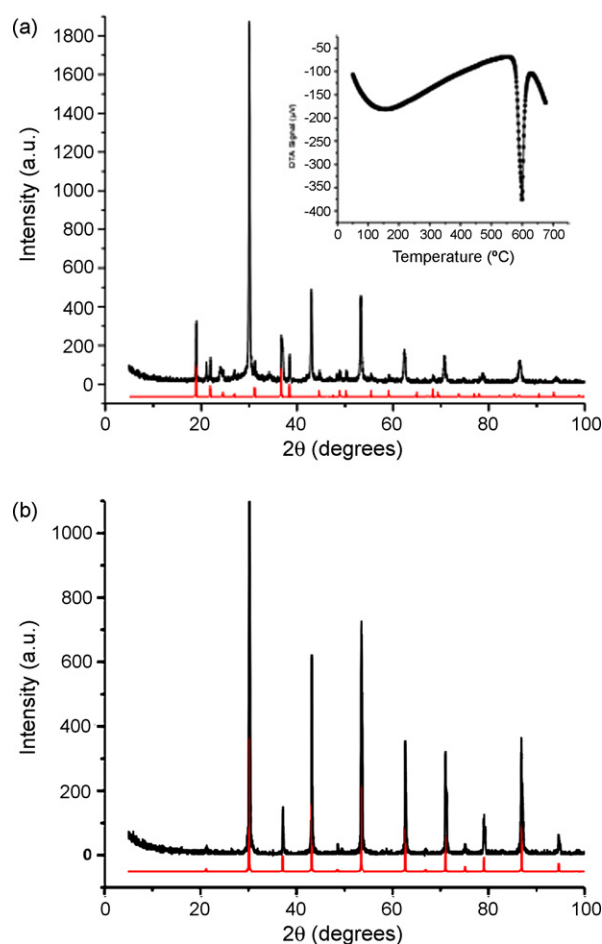 (a)
1800
1600
1400
1200
1000
800
600
400
200
0
Intensity (a.u.)
0 20 40 60 80 100
2θ (degrees)
-50
-100
-150
-200
-250
-300
-350
-400
DTA Signal (µV)
0 100 200 300 400 500 600 700
Temperature (ºC)
(b)
1000
800
600
400
200
0
Intensity (a.u.)
0 20 40 60 80 100
2θ (degrees)